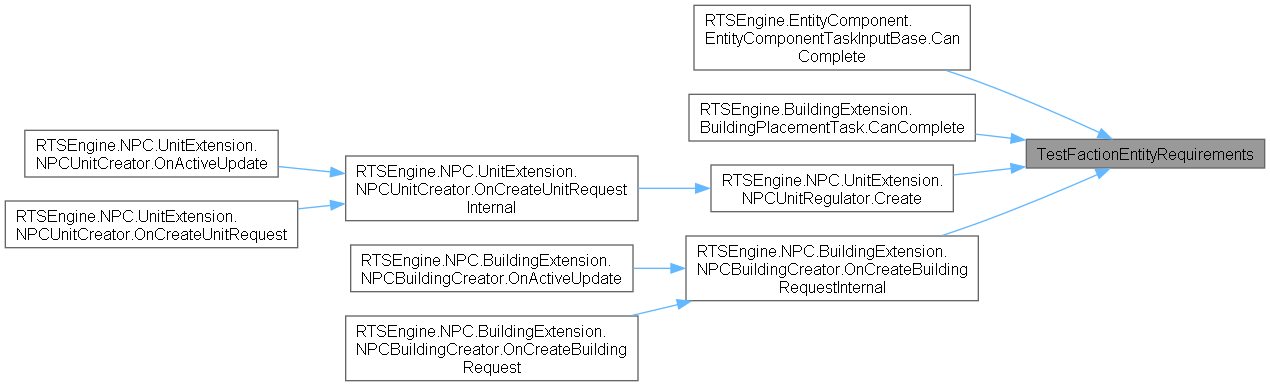 RTSEngine.EntityComponent.
EntityComponentTaskInputBase.Can
Complete
RTSEngine.BuildingExtension.
BuildingPlacementTask.CanComplete
RTSEngine.NPC.UnitExtension.
NPCUnitCreator.OnActiveUpdate
TestFactionEntityRequirements
RTSEngine.NPC.UnitExtension.
NPCUnitCreator.OnCreateUnitRequest
Internal
RTSEngine.NPC.UnitExtension.
NPCUnitRegulator.Create
RTSEngine.NPC.UnitExtension.
NPCUnitCreator.OnCreateUnitRequest
RTSEngine.NPC.BuildingExtension.
NPCBuildingCreator.OnActiveUpdate
RTSEngine.NPC.BuildingExtension.
NPCBuildingCreator.OnCreateBuilding
RequestInternal
RTSEngine.NPC.BuildingExtension.
NPCBuildingCreator.OnCreateBuilding
Request